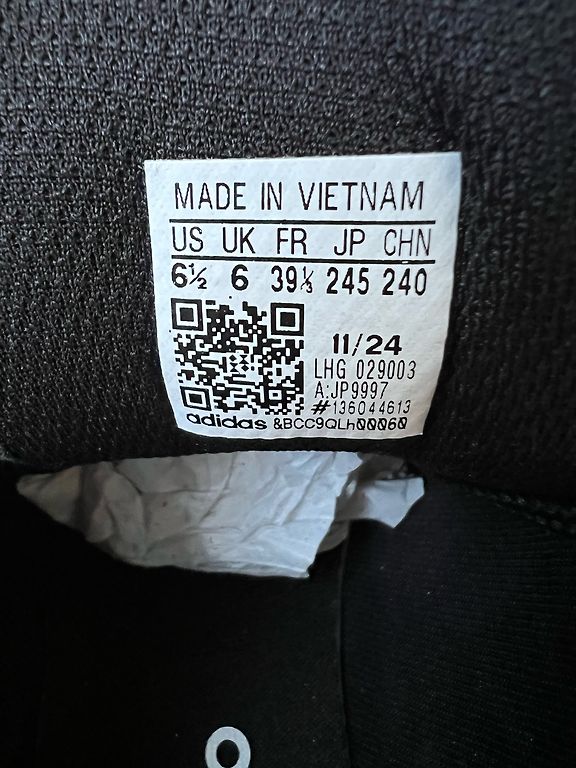 MADE IN VIETNAM
US UK FR JP CHN
6½ 6 39⅓ 245 240
11/24
LHG 029003
A:JP9997
#136044613
adidas &BCC9QLh00060